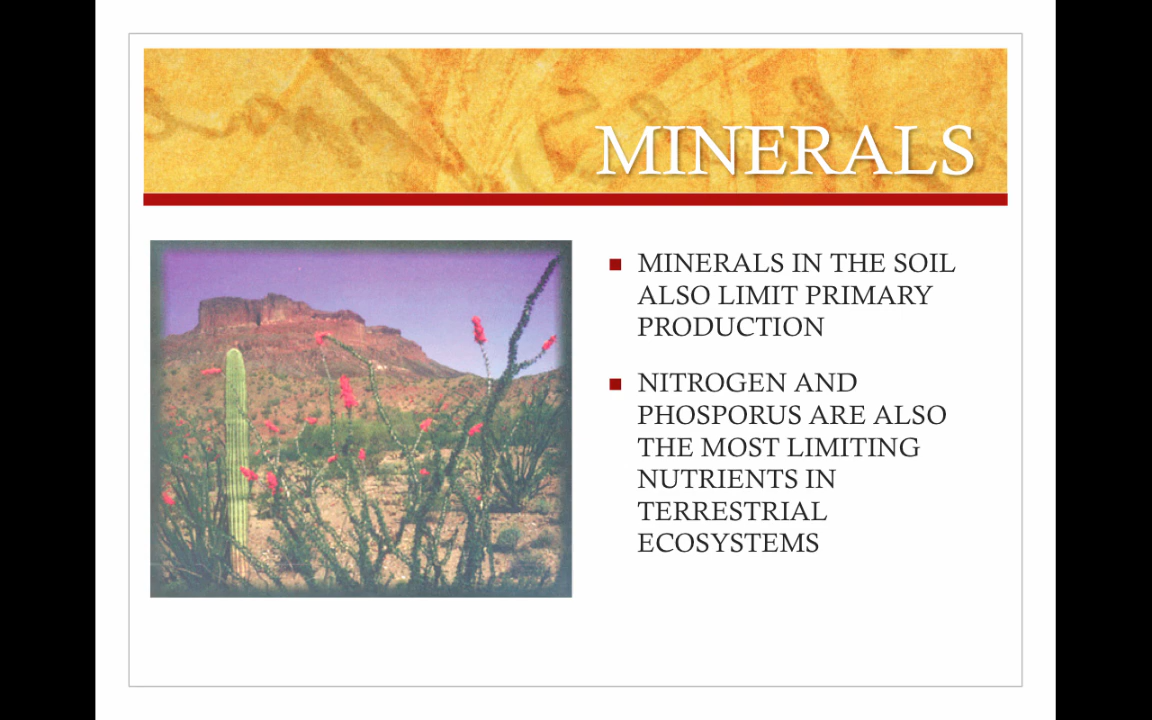 MINERALS
MINERALS IN THE SOIL
ALSO LIMIT PRIMARY
PRODUCTION
NITROGEN AND
PHOSPORUS ARE ALSO
THE MOST LIMITING
NUTRIENTS IN
TERRESTRIAL
ECOSYSTEMS